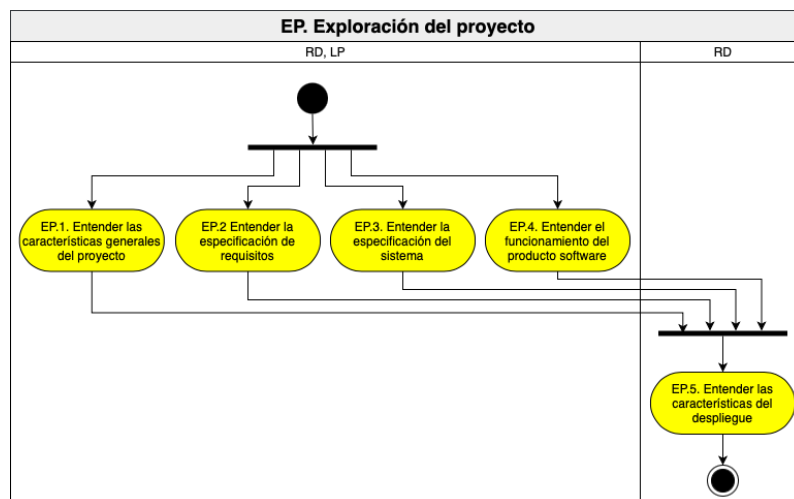 EP. Exploración del proyecto
RD, LP
RD
EP.1. Entender las
características generales
del proyecto
EP.2 Entender la
especificación de
requisitos
EP.3. Entender la
especificación del
sistema
EP.4. Entender el
funcionamiento del
producto software
EP.5. Entender las
características del
despliegue